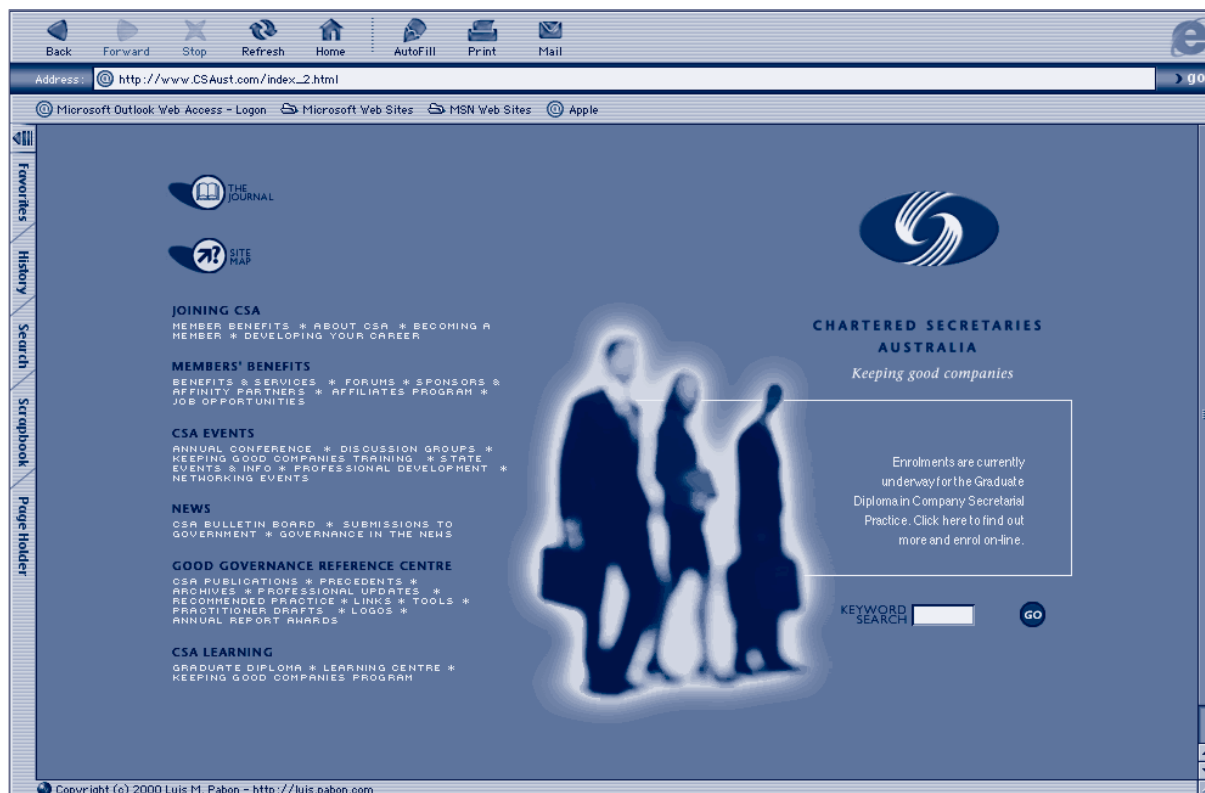 Back Forward Stop Refresh Home AutoFill Print Mail
Address: @ http://www.CSAust.com/index_2.html go
@ Microsoft Outlook Web Access - Logon Microsoft Web Sites MSN Web Sites @ Apple
Favorites
History
Search
Scrapbook
Page Holder
THE
JOURNAL
SITE
MAP
JOINING CSA
MEMBER BENEFITS * ABOUT CSA * BECOMING A
MEMBER * DEVELOPING YOUR CAREER
MEMBERS' BENEFITS
BENEFITS & SERVICES * FORUMS * SPONSORS &
AFFINITY PARTNERS * AFFILIATES PROGRAM *
JOB OPPORTUNITIES
CSA EVENTS
ANNUAL CONFERENCE * DISCUSSION GROUPS *
KEEPING GOOD COMPANIES TRAINING * STATE
EVENTS & INFO * PROFESSIONAL DEVELOPMENT *
NETWORKING EVENTS
NEWS
CSA BULLETIN BOARD * SUBMISSIONS TO
GOVERNMENT * GOVERNANCE IN THE NEWS
GOOD GOVERNANCE REFERENCE CENTRE
CSA PUBLICATIONS * PRECEDENTS *
ARCHIVES * PROFESSIONAL UPDATES *
RECOMMENDED PRACTICE * LINKS * TOOLS *
PRACTITIONER DRAFTS * LOGOS *
ANNUAL REPORT AWARDS
CSA LEARNING
GRADUATE DIPLOMA * LEARNING CENTRE *
KEEPING GOOD COMPANIES PROGRAM
CHARTERED SECRETARIES
AUSTRALIA
Keeping good companies
Enrolments are currently
underway for the Graduate
Diploma in Company Secretarial
Practice. Click here to find out
more and enrol on-line.
KEYWORD
SEARCH
GO
Copyright (c) 2000 Luis M. Pabon - http://luis.pabon.com